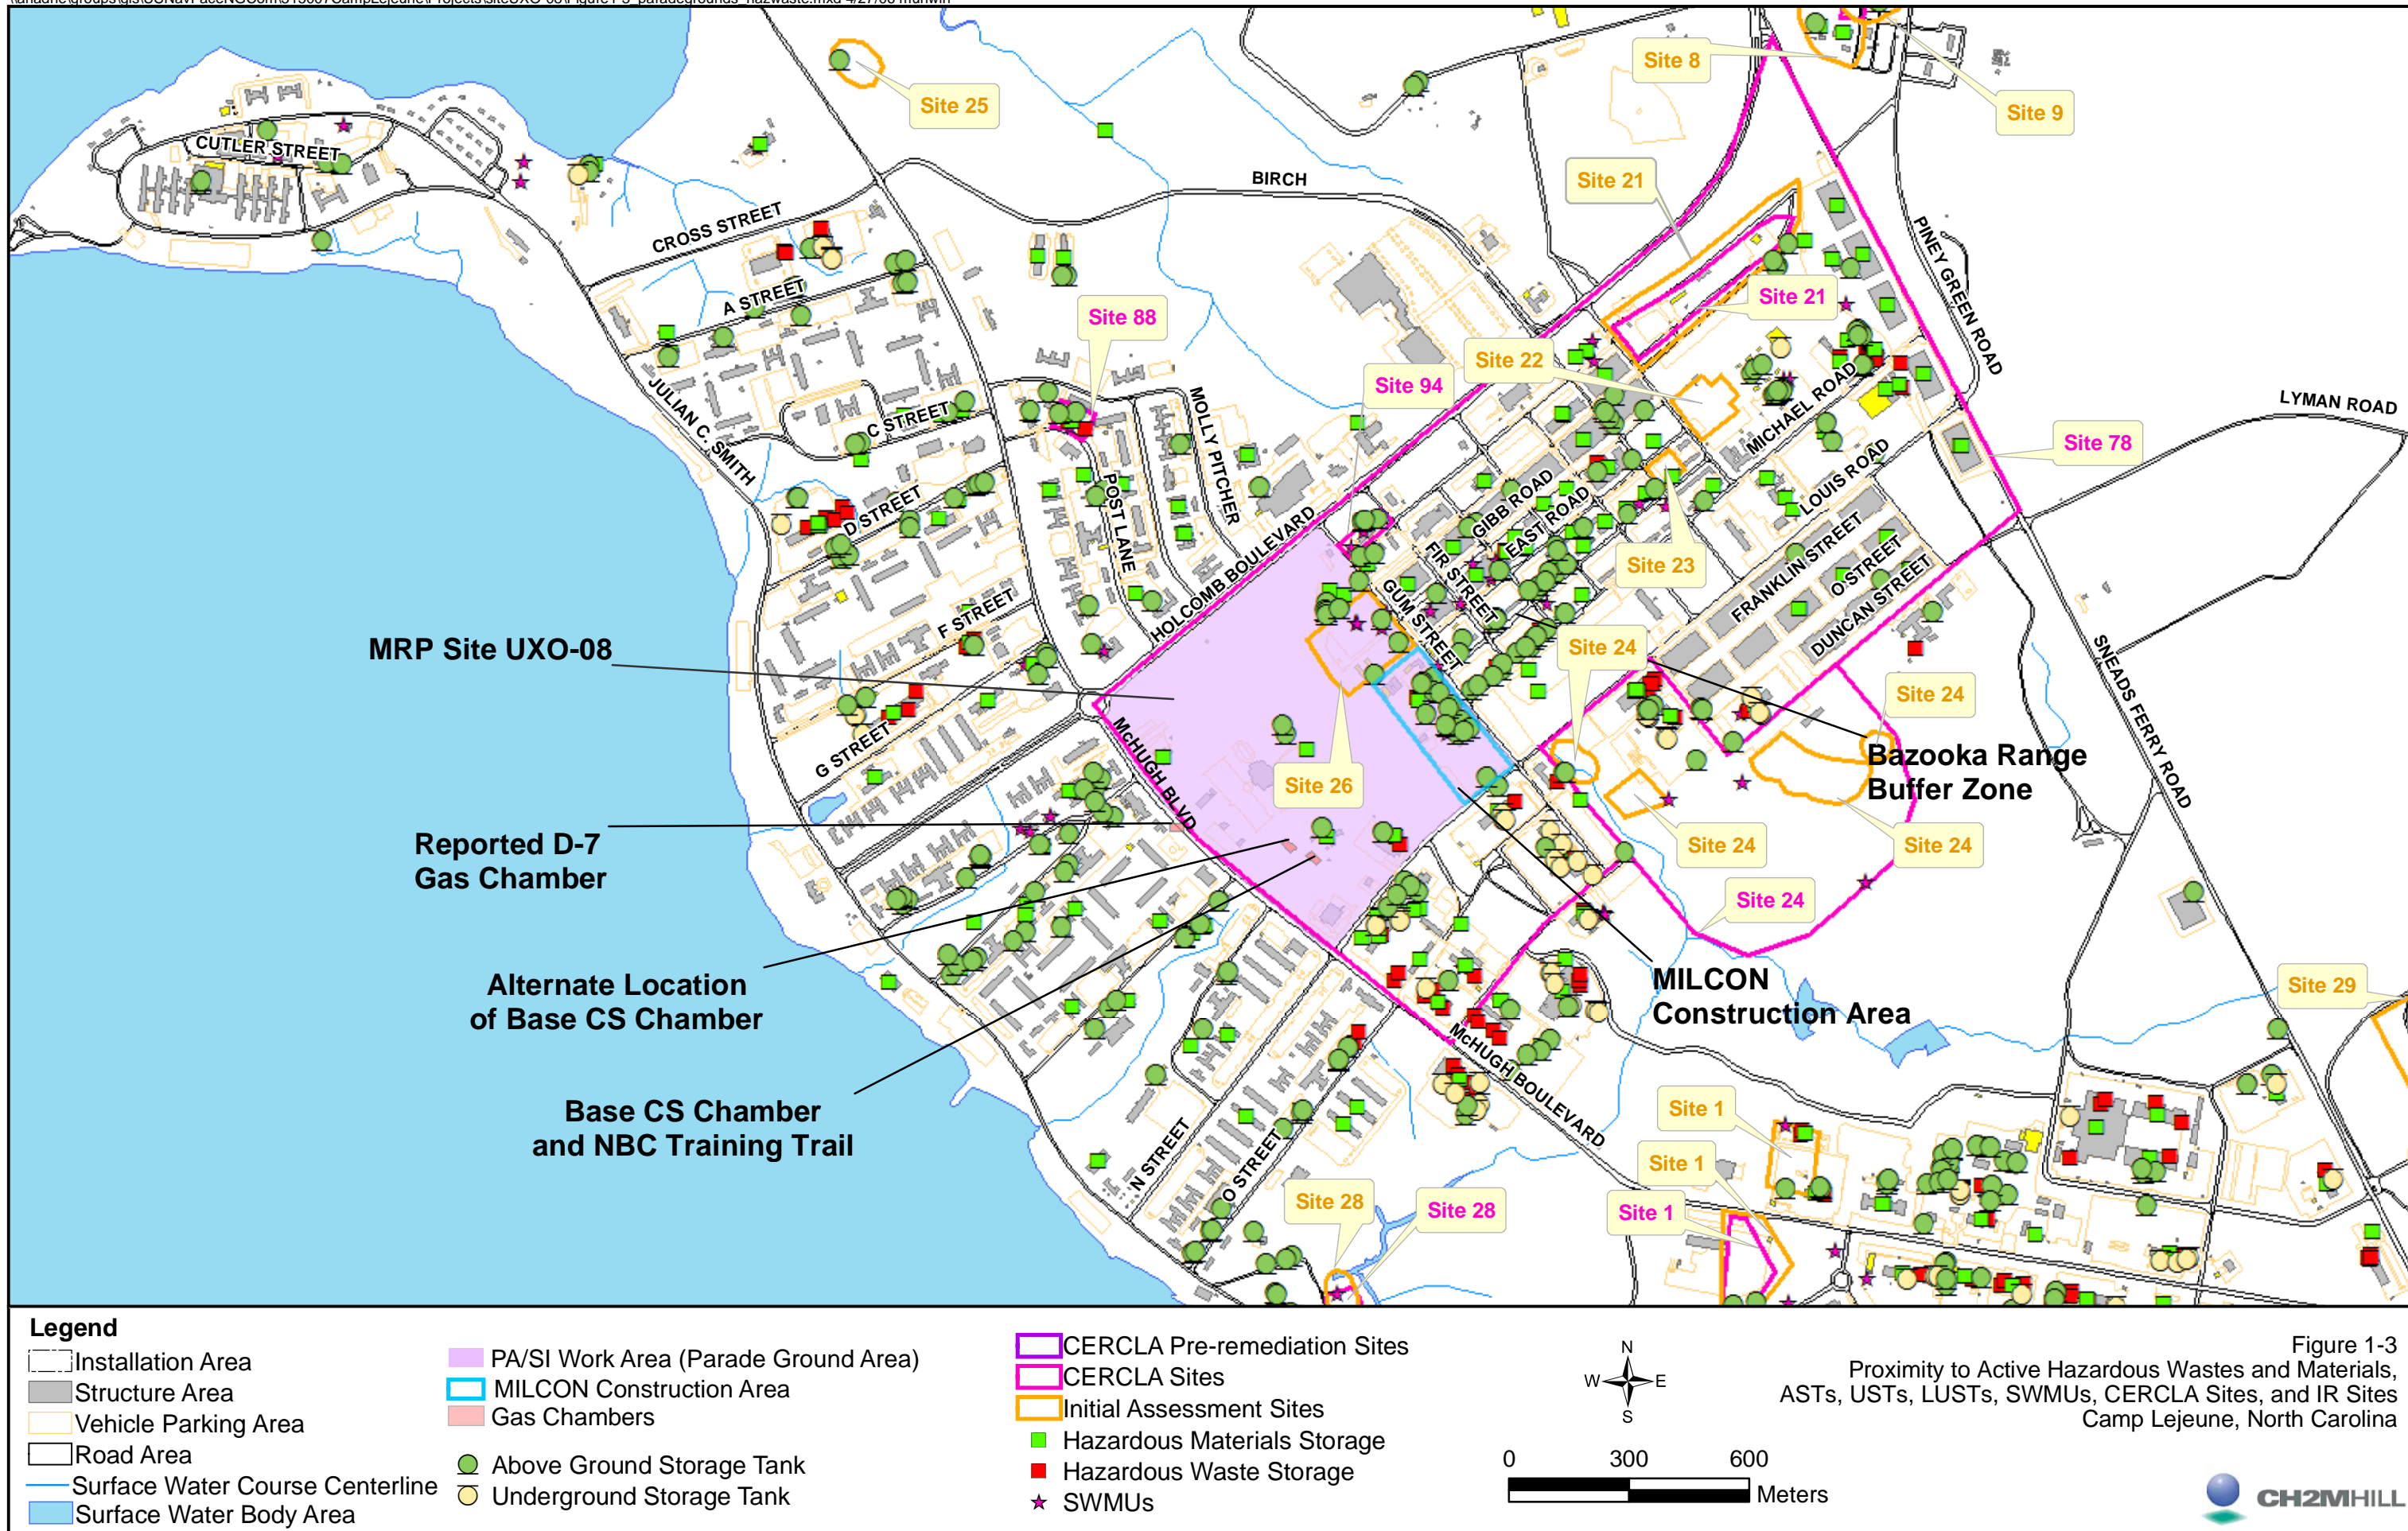 Site 8
Site 25
Site 9
CUTLER STREET
BIRCH
Site 21
CROSS STREET
PINEY GREEN ROAD
A STREET
Site 21
Site 88
Site 22
Site 94
MICHAEL ROAD
LYMAN ROAD
JULIAN C. SMITH
C STREET
MOLLY PITCHER
Site 78
LOUIS ROAD
D STREET
POST LANE
GIBB ROAD
EAST ROAD
HOLCOMB BOULEVARD
FIR STREET
Site 23
FRANKLIN STREET
O STREET
DUNCAN STREET
GUM STREET
F STREET
MRP Site UXO-08
Site 24
SNEADS FERRY ROAD
Site 24
G STREET
McHUGH BLVD
Bazooka Range
Buffer Zone
Site 26
Reported D-7
Gas Chamber
Site 24
Site 24
Site 24
Alternate Location
of Base CS Chamber
MILCON
Construction Area
Site 29
McHUGH BOULEVARD
Base CS Chamber
and NBC Training Trail
Site 1
N STREET
O STREET
Site 1
Site 28
Site 28
Site 1
Legend
Installation Area
Structure Area
Vehicle Parking Area
Road Area
Surface Water Course Centerline
Surface Water Body Area
PA/SI Work Area (Parade Ground Area)
MILCON Construction Area
Gas Chambers
Above Ground Storage Tank
Underground Storage Tank
CERCLA Pre-remediation Sites
CERCLA Sites
Initial Assessment Sites
Hazardous Materials Storage
Hazardous Waste Storage
SWMUs
N
W E
S
0 300 600
Meters
Figure 1-3
Proximity to Active Hazardous Wastes and Materials,
ASTs, USTs, LUSTs, SWMUs, CERCLA Sites, and IR Sites
Camp Lejeune, North Carolina
CH2MHILL